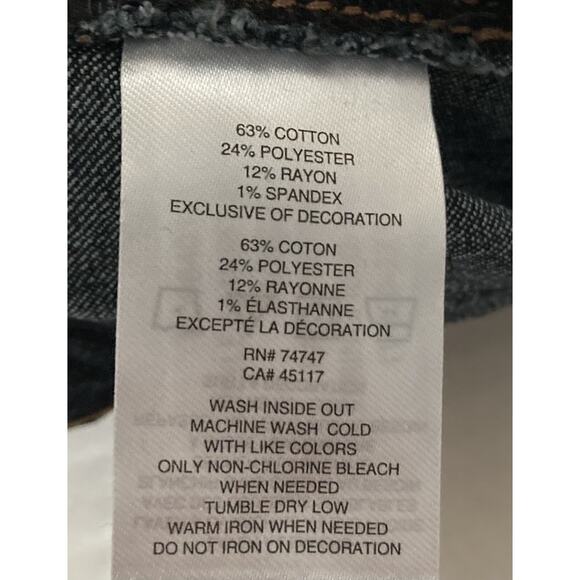 63% COTTON
24% POLYESTER
12% RAYON
1% SPANDEX
EXCLUSIVE OF DECORATION
63% COTON
24% POLYESTER
12% RAYONNE
1% ÉLASTHANNE
EXCEPTÉ LA DÉCORATION
RN# 74747
CA# 45117
WASH INSIDE OUT
MACHINE WASH COLD
WITH LIKE COLORS
ONLY NON-CHLORINE BLEACH
WHEN NEEDED
TUMBLE DRY LOW
WARM IRON WHEN NEEDED
DO NOT IRON ON DECORATION